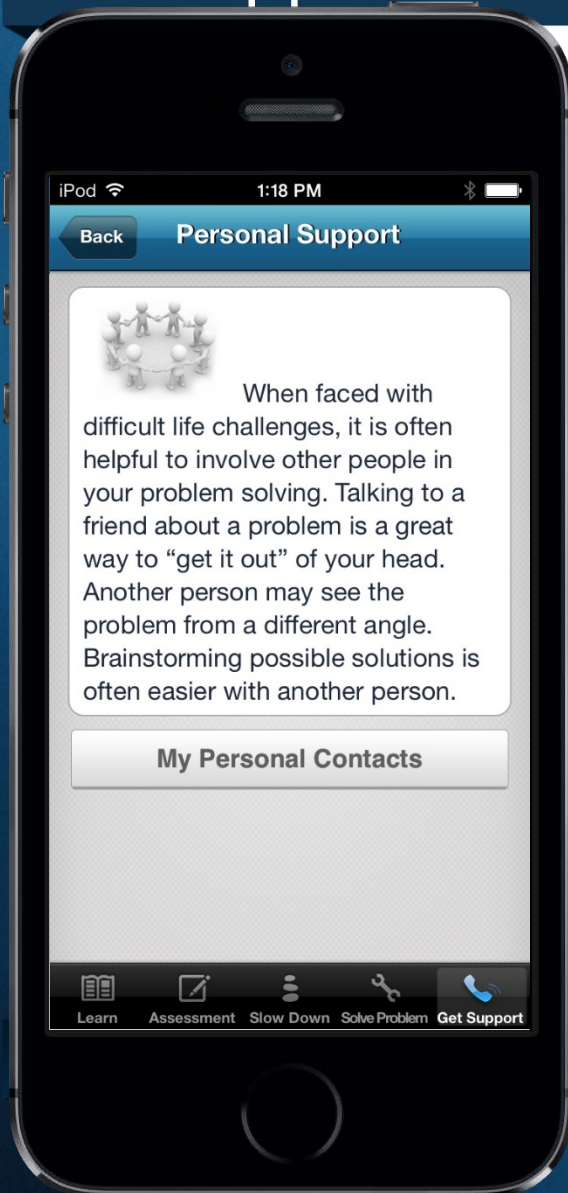 iPod 1:18 PM
Back Personal Support
When faced with
difficult life challenges, it is often
helpful to involve other people in
your problem solving. Talking to a
friend about a problem is a great
way to “get it out” of your head.
Another person may see the
problem from a different angle.
Brainstorming possible solutions is
often easier with another person.
My Personal Contacts
Learn Assessment Slow Down Solve Problem Get Support